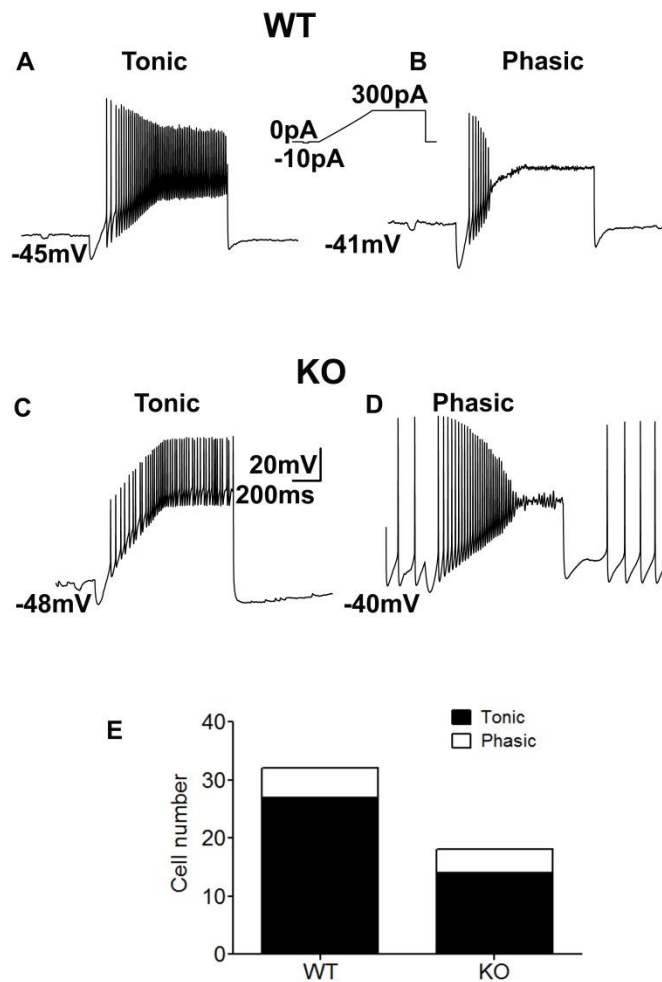 WT
A
Tonic
B
Phasic
300pA
0pA
-10pA
-45mV
-41mV
KO
C
Tonic
D
Phasic
20mV
200ms
-48mV
-40mV
E
Tonic
Phasic
Cell number
40
30
20
10
0
WT
KO